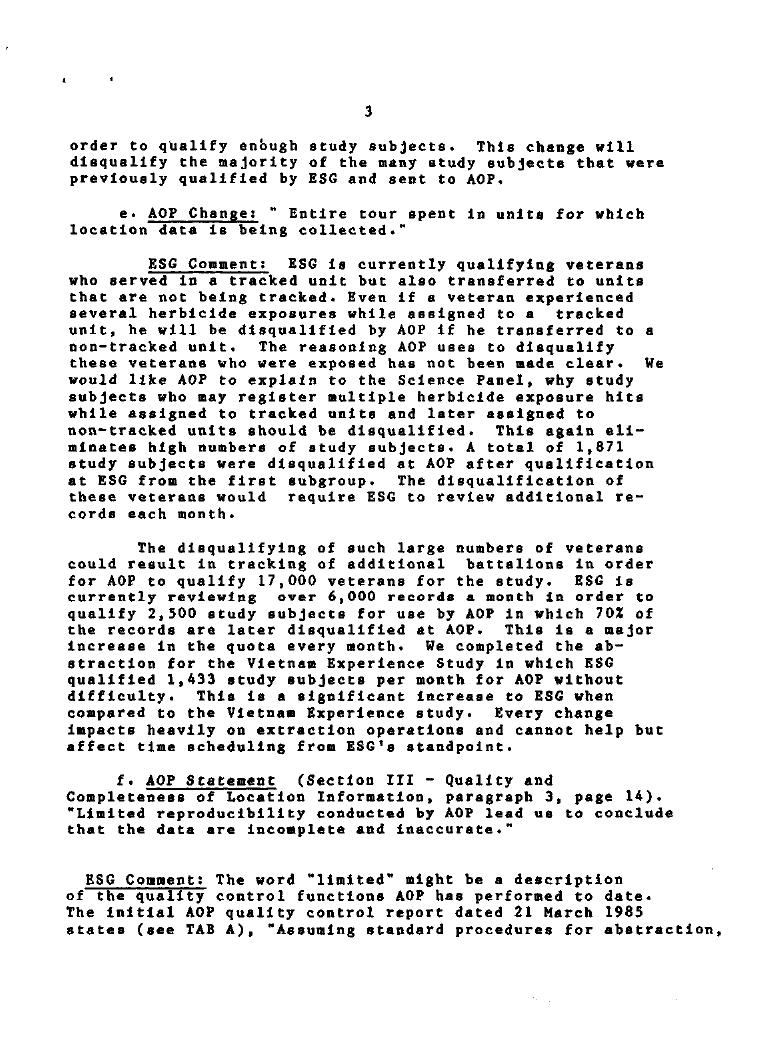 3
order to qualify enough study subjects. This change will
disqualify the majority of the many study subjects that were
previously qualified by ESG and sent to AOP.
e. AOP Change: " Entire tour spent in units for which
location data is being collected."
ESG Comment: ESG is currently qualifying veterans
who served in a tracked unit but also transferred to units
that are not being tracked. Even if a veteran experienced
several herbicide exposures while assigned to a tracked
unit, he will be disqualified by AOP if he transferred to a
non-tracked unit. The reasoning AOP uses to disqualify
these veterans who were exposed has not been made clear. We
would like AOP to explain to the Science Panel, why study
subjects who may register multiple herbicide exposure hits
while assigned to tracked units and later assigned to
non-tracked units should be disqualified. This again eli-
minates high numbers of study subjects. A total of 1,871
study subjects were disqualified at AOP after qualification
at ESG from the first subgroup. The disqualification of
these veterans would require ESG to review additional re-
cords each month.
The disqualifying of such large numbers of veterans
could result in tracking of additional battalions in order
for AOP to qualify 17,000 veterans for the study. ESG is
currently reviewing over 6,000 records a month in order to
qualify 2,500 study subjects for use by AOP in which 70% of
the records are later disqualified at AOP. This is a major
increase in the quota every month. We completed the ab-
straction for the Vietnam Experience Study in which ESG
qualified 1,433 study subjects per month for AOP without
difficulty. This is a significant increase to ESG when
compared to the Vietnam Experience study. Every change
impacts heavily on extraction operations and cannot help but
affect time scheduling from ESG's standpoint.
f. AOP Statement (Section III - Quality and
Completeness of Location Information, paragraph 3, page 14).
"Limited reproducibility conducted by AOP lead us to conclude
that the data are incomplete and inaccurate."
ESG Comment: The word "limited" might be a description
of the quality control functions AOP has performed to date.
The initial AOP quality control report dated 21 March 1985
states (see TAB A), "Assuming standard procedures for abstraction,